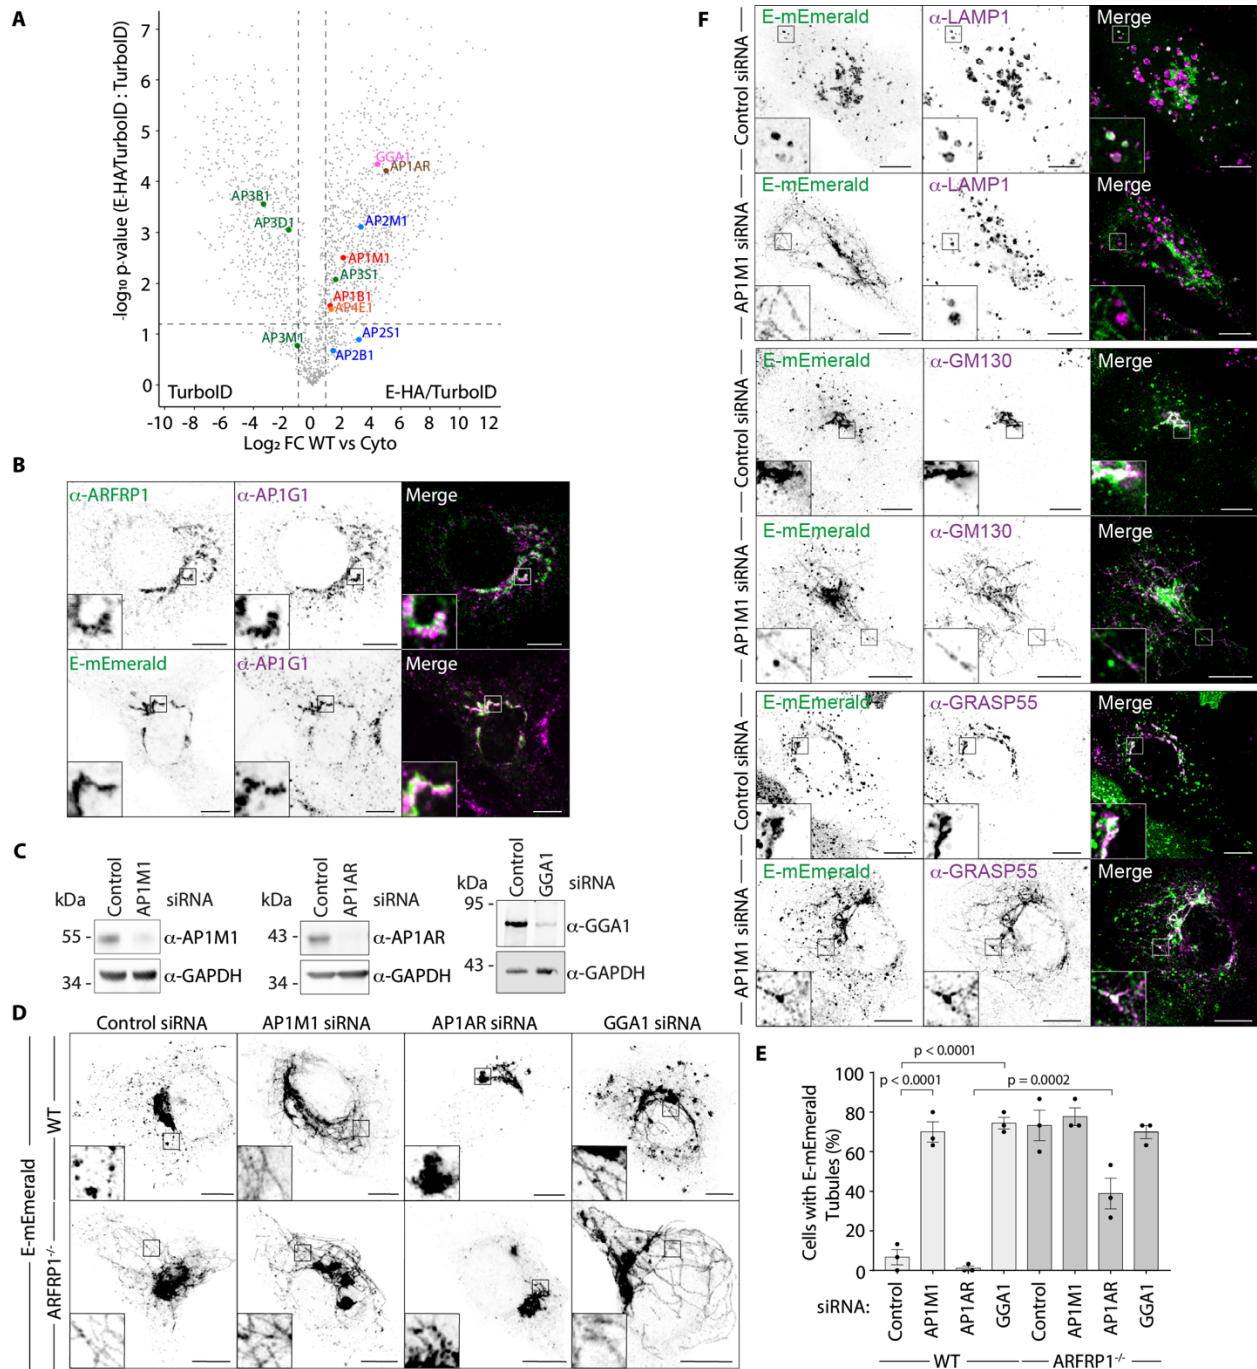 A
-log₁₀ p-value (E-HA/TurboID : TurboID)
7
6
5
4
3
2
1
0
GGA1
AP1AR
AP3B1
AP3D1
AP2M1
AP1M1
AP3S1
AP1B1
AP4E1
AP3M1
AP2S1
AP2B1
TurboID
E-HA/TurboID
-10 -8 -6 -4 -2 0 2 4 6 8 10 12
Log₂ FC WT vs Cyto
B
α-ARFRP1 α-AP1G1 Merge
E-mEmerald α-AP1G1 Merge
C
kDa Control AP1M1 siRNA
55 - α-AP1M1
34 - α-GAPDH
kDa Control AP1AR siRNA
43 - α-AP1AR
34 - α-GAPDH
kDa Control GGA1 siRNA
95 -
α-GGA1
43 - α-GAPDH
D
Control siRNA AP1M1 siRNA AP1AR siRNA GGA1 siRNA
E-mEmerald
WT
ARFRP1⁻/⁻
F
Control siRNA
E-mEmerald α-LAMP1 Merge
AP1M1 siRNA
E-mEmerald α-LAMP1 Merge
Control siRNA
E-mEmerald α-GM130 Merge
AP1M1 siRNA
E-mEmerald α-GM130 Merge
Control siRNA
E-mEmerald α-GRASP55 Merge
AP1M1 siRNA
E-mEmerald α-GRASP55 Merge
E
Cells with E-mEmerald
Tubules (%)
p < 0.0001
p < 0.0001 p = 0.0002
100
80
60
40
20
0
siRNA: Control AP1M1 AP1AR GGA1 Control AP1M1 AP1AR GGA1
WT ARFRP1⁻/⁻